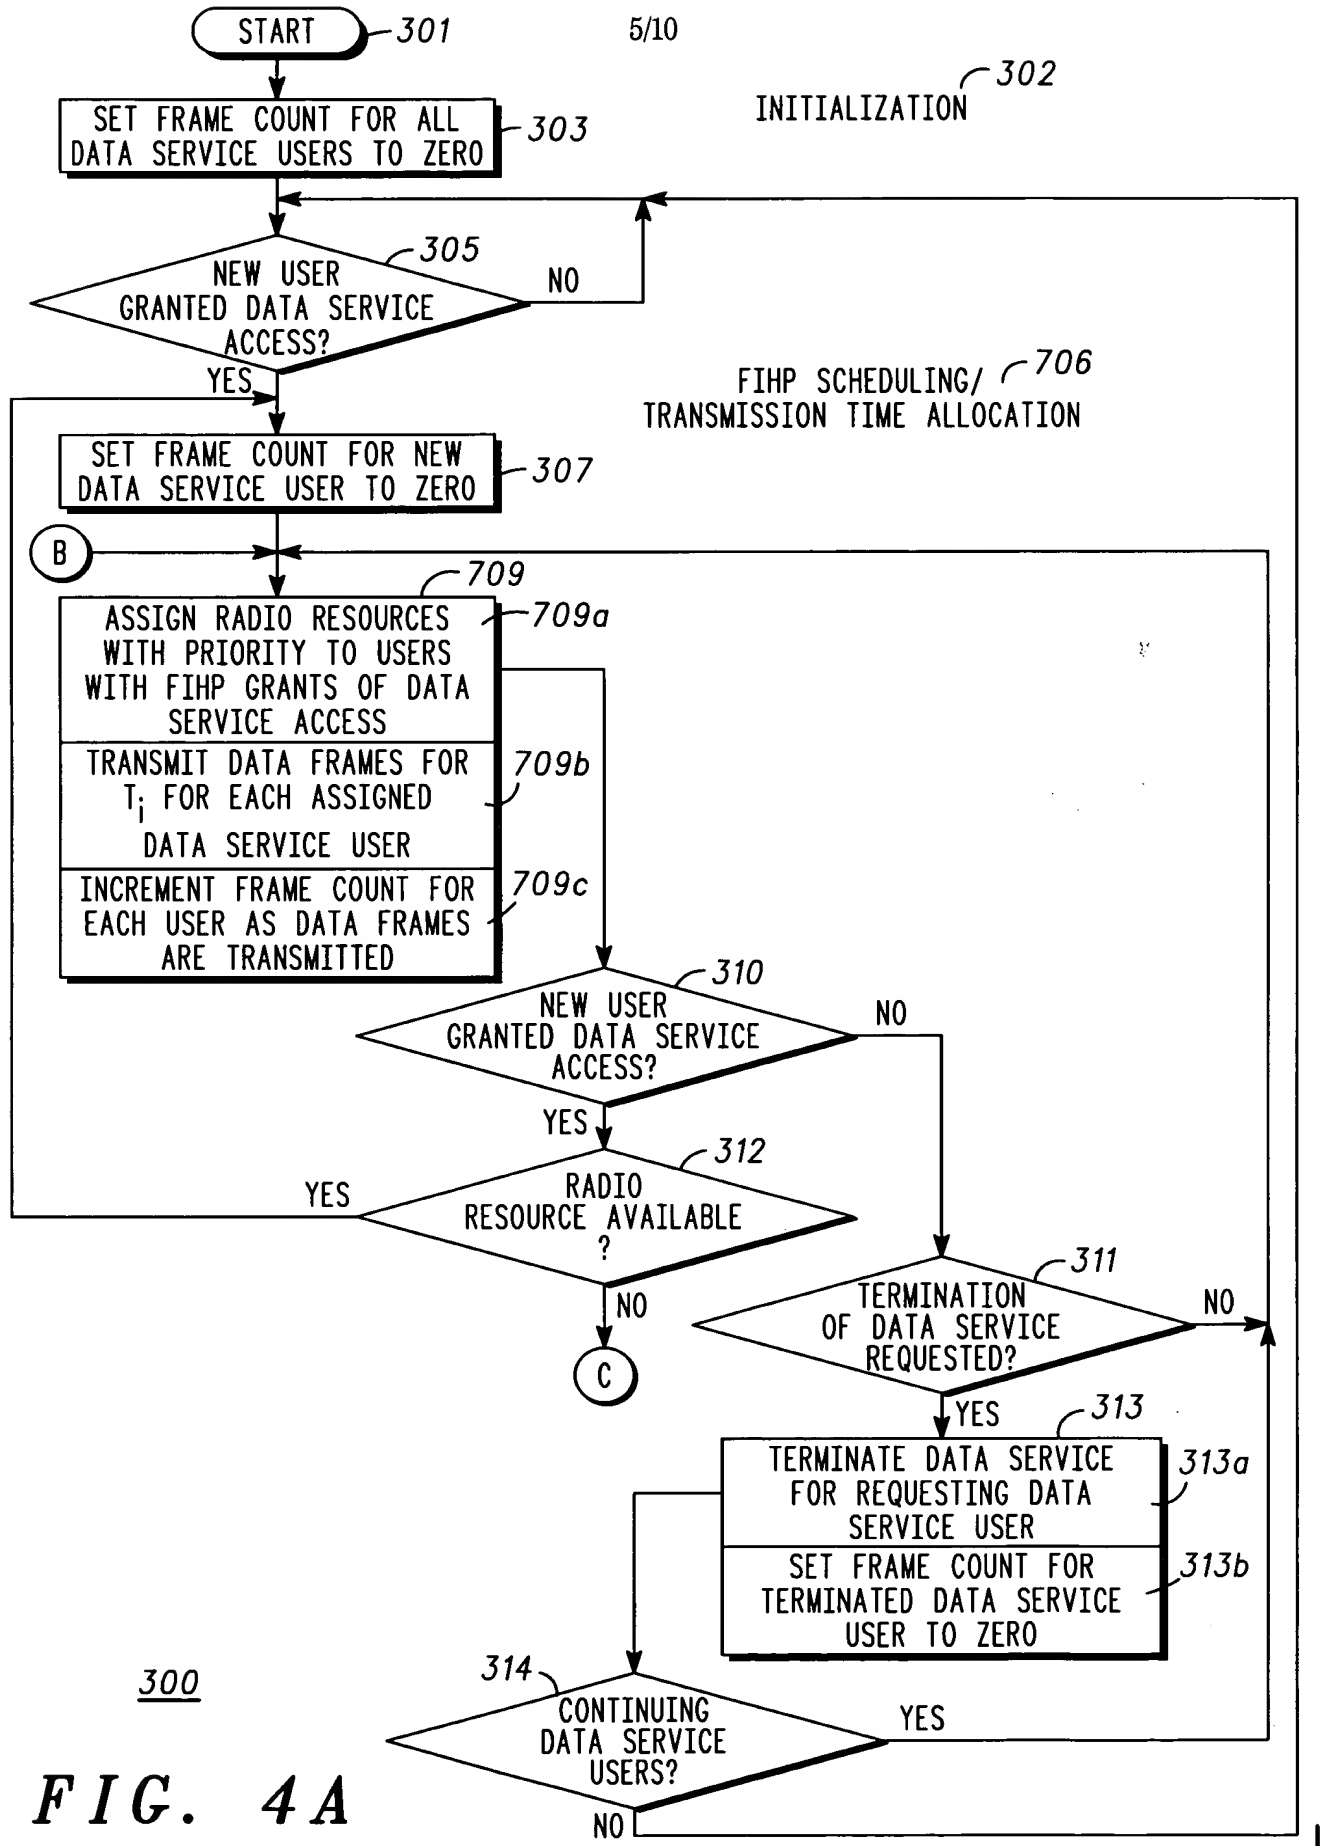 START
301
5/10
302
INITIALIZATION
SET FRAME COUNT FOR ALL
DATA SERVICE USERS TO ZERO
303
305
NEW USER
GRANTED DATA SERVICE
ACCESS?
NO
YES
FIHP SCHEDULING/
TRANSMISSION TIME ALLOCATION
706
SET FRAME COUNT FOR NEW
DATA SERVICE USER TO ZERO
307
B
709
ASSIGN RADIO RESOURCES
WITH PRIORITY TO USERS
WITH FIHP GRANTS OF DATA
SERVICE ACCESS
709a
TRANSMIT DATA FRAMES FOR
Ti FOR EACH ASSIGNED
DATA SERVICE USER
709b
INCREMENT FRAME COUNT FOR
EACH USER AS DATA FRAMES
ARE TRANSMITTED
709c
310
NEW USER
GRANTED DATA SERVICE
ACCESS?
NO
YES
312
RADIO
RESOURCE AVAILABLE
?
YES
NO
C
311
TERMINATION
OF DATA SERVICE
REQUESTED?
NO
YES
313
TERMINATE DATA SERVICE
FOR REQUESTING DATA
SERVICE USER
313a
SET FRAME COUNT FOR
TERMINATED DATA SERVICE
USER TO ZERO
313b
314
CONTINUING
DATA SERVICE
USERS?
YES
NO
300
FIG. 4A